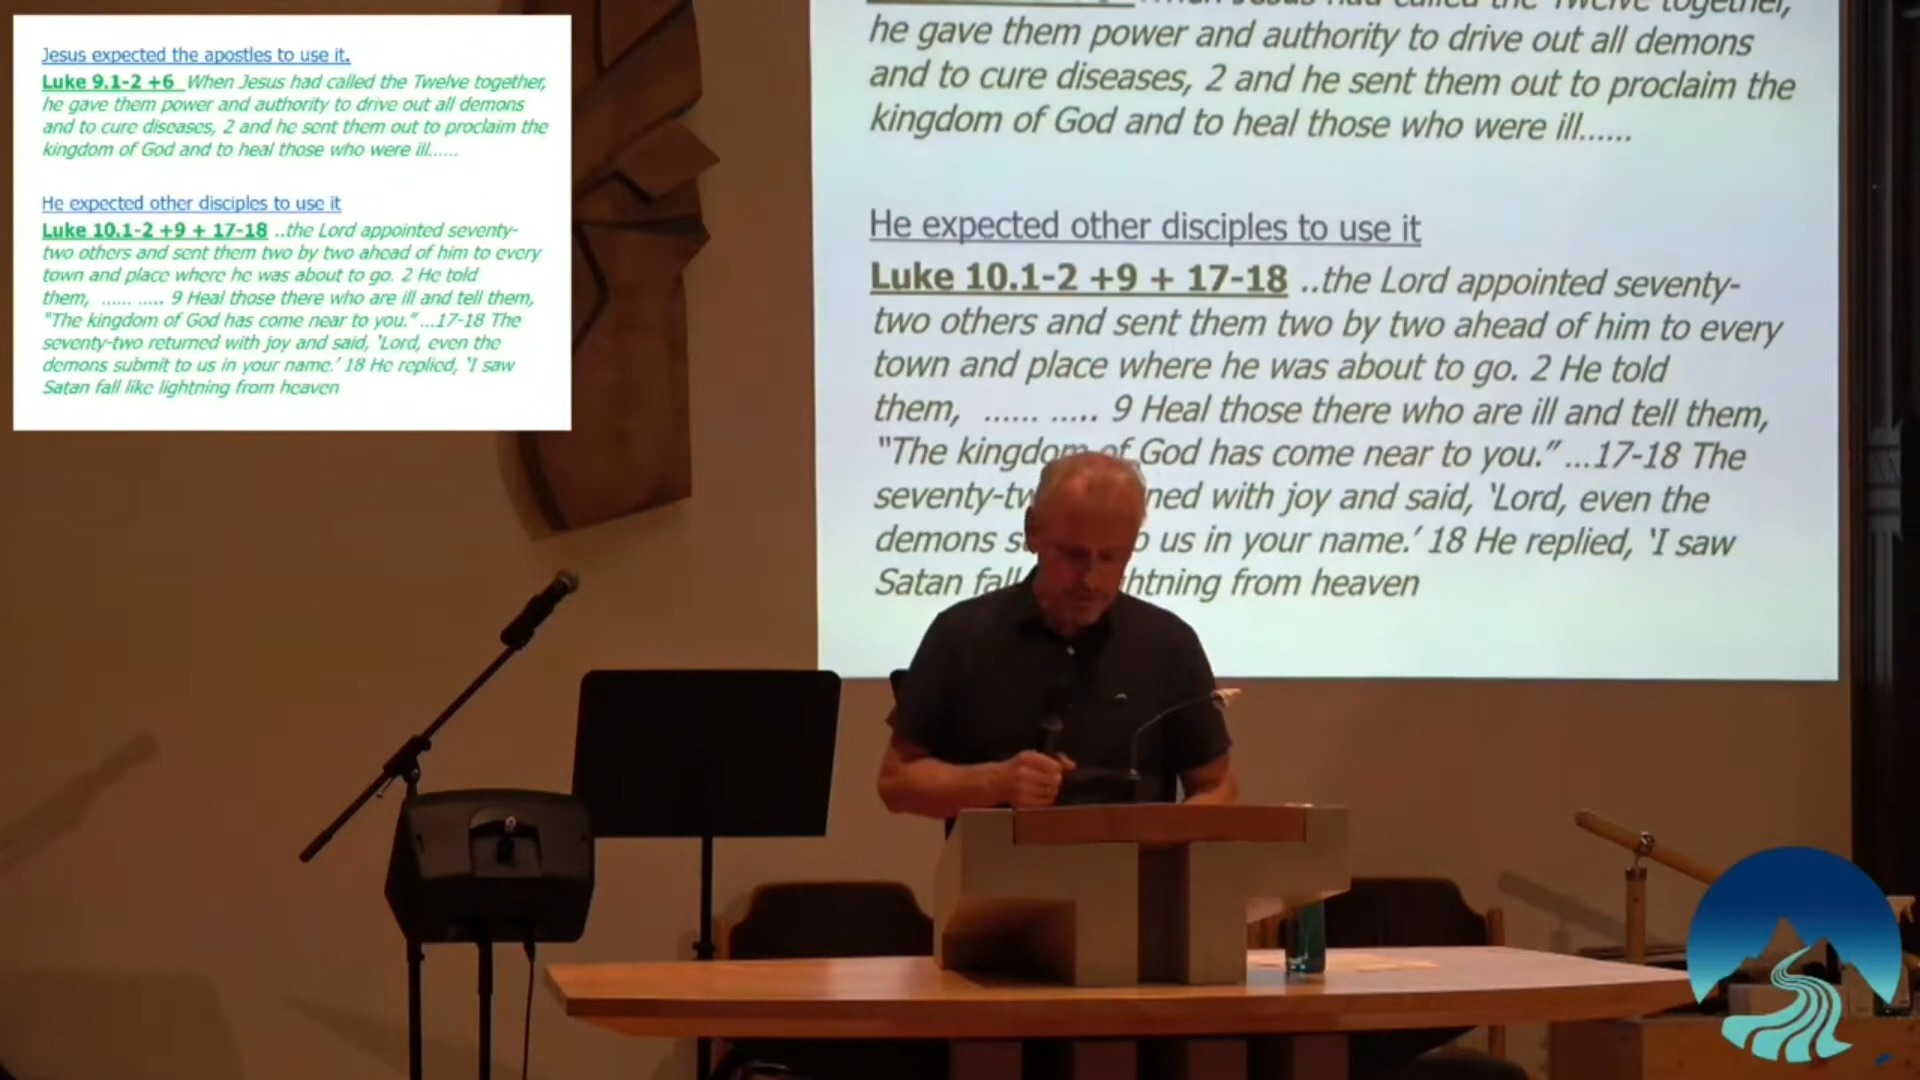 Jesus expected the apostles to use it.
Luke 9.1-2 +6 When Jesus had called the Twelve together,
he gave them power and authority to drive out all demons
and to cure diseases, 2 and he sent them out to proclaim the
kingdom of God and to heal those who were ill......
He expected other disciples to use it
Luke 10.1-2 +9 + 17-18 ..the Lord appointed seventy-
two others and sent them two by two ahead of him to every
town and place where he was about to go. 2 He told
them, ...... ..... 9 Heal those there who are ill and tell them,
"The kingdom of God has come near to you." ...17-18 The
seventy-two returned with joy and said, 'Lord, even the
demons submit to us in your name.' 18 He replied, 'I saw
Satan fall like lightning from heaven
When Jesus had called the Twelve together,
he gave them power and authority to drive out all demons
and to cure diseases, 2 and he sent them out to proclaim the
kingdom of God and to heal those who were ill......
He expected other disciples to use it
Luke 10.1-2 +9 + 17-18 ..the Lord appointed seventy-
two others and sent them two by two ahead of him to every
town and place where he was about to go. 2 He told
them, ...... ..... 9 Heal those there who are ill and tell them,
"The kingdom of God has come near to you." ...17-18 The
seventy-tw ned with joy and said, 'Lord, even the
demons s o us in your name.' 18 He replied, 'I saw
Satan fall ghtning from heaven